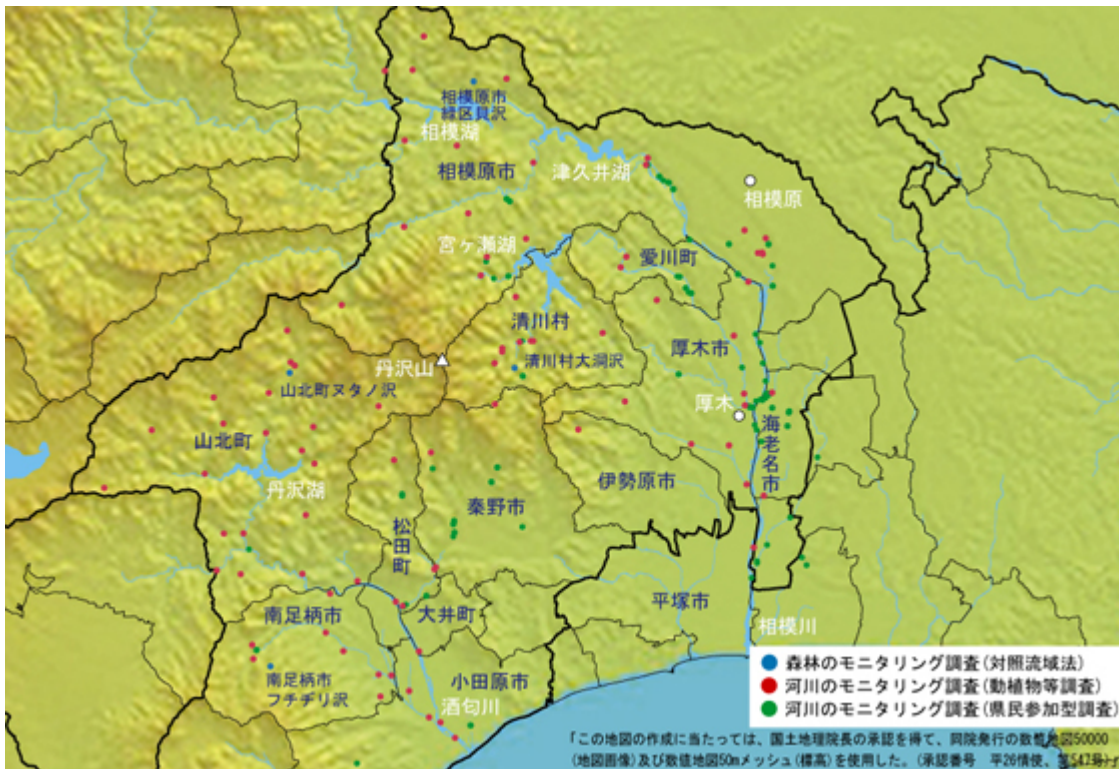 相模原市
緑区貝沢
相模湖
相模原市
津久井湖
相模原
宮ヶ瀬湖
愛川町
清川村
丹沢山
清川村大洞沢
厚木市
山北町ヌタノ沢
厚木
山北町
海老名市
丹沢湖
伊勢原市
秦野市
松田町
平塚市
大井町
南足柄市
相模川
南足柄市
フチヂリ沢
小田原市
酒匂川
森林のモニタリング調査(対照流域法)
河川のモニタリング調査(動植物等調査)
河川のモニタリング調査(県民参加型調査)
「この地図の作成に当たっては、国土地理院長の承認を得て、同院発行の数値地図50000
(地図画像)及び数値地図50mメッシュ(標高)を使用した。(承認番号 平26情使、第547号)」